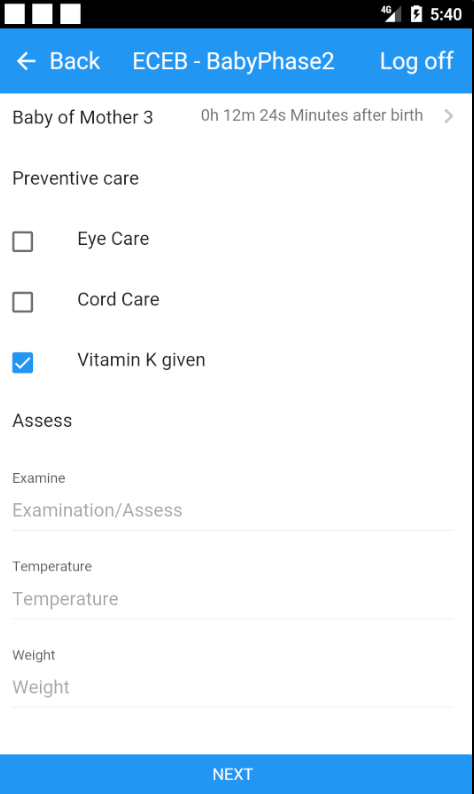 4G 5:40
Back ECEB - BabyPhase2 Log off
Baby of Mother 3 0h 12m 24s Minutes after birth
Preventive care
Eye Care
Cord Care
Vitamin K given
Assess
Examine
Examination/Assess
Temperature
Temperature
Weight
Weight
NEXT